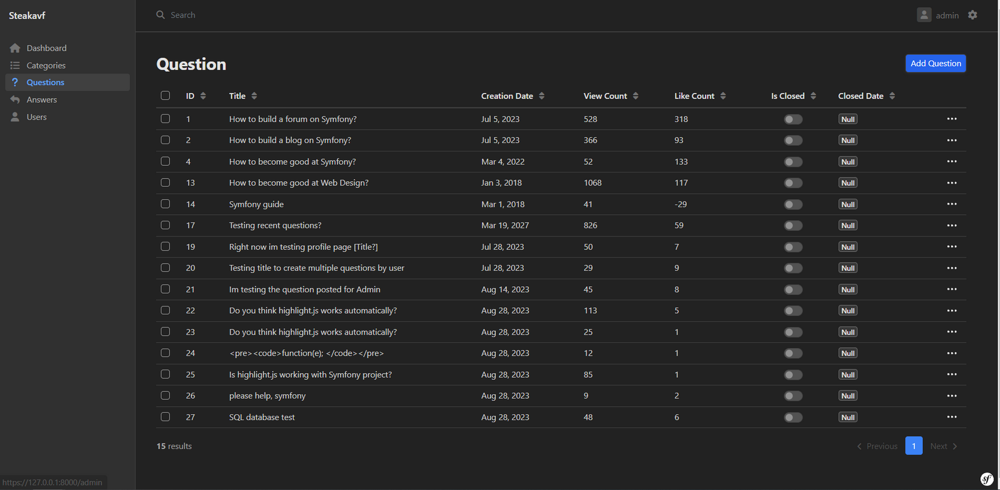 Steakavf
Search
admin
Dashboard
Categories
? Questions
Answers
Users
Question
Add Question
ID Title Creation Date View Count Like Count Is Closed Closed Date
1 How to build a forum on Symfony? Jul 5, 2023 528 318 Null ...
2 How to build a blog on Symfony? Jul 5, 2023 366 93 Null ...
4 How to become good at Symfony? Mar 4, 2022 52 133 Null ...
13 How to become good at Web Design? Jan 3, 2018 1068 117 Null ...
14 Symfony guide Mar 1, 2018 41 -29 Null ...
17 Testing recent questions? Mar 19, 2027 826 59 Null ...
19 Right now im testing profile page [Title?] Jul 28, 2023 50 7 Null ...
20 Testing title to create multiple questions by user Jul 28, 2023 29 9 Null ...
21 Im testing the question posted for Admin Aug 14, 2023 45 8 Null ...
22 Do you think highlight.js works automatically? Aug 28, 2023 113 5 Null ...
23 Do you think highlight.js works automatically? Aug 28, 2023 25 1 Null ...
24 <pre><code>function(e); </code></pre> Aug 28, 2023 12 1 Null ...
25 Is highlight.js working with Symfony project? Aug 28, 2023 85 1 Null ...
26 please help, symfony Aug 28, 2023 9 2 Null ...
27 SQL database test Aug 28, 2023 48 6 Null ...
15 results
Previous 1 Next
https://127.0.0.1:8000/admin
sf